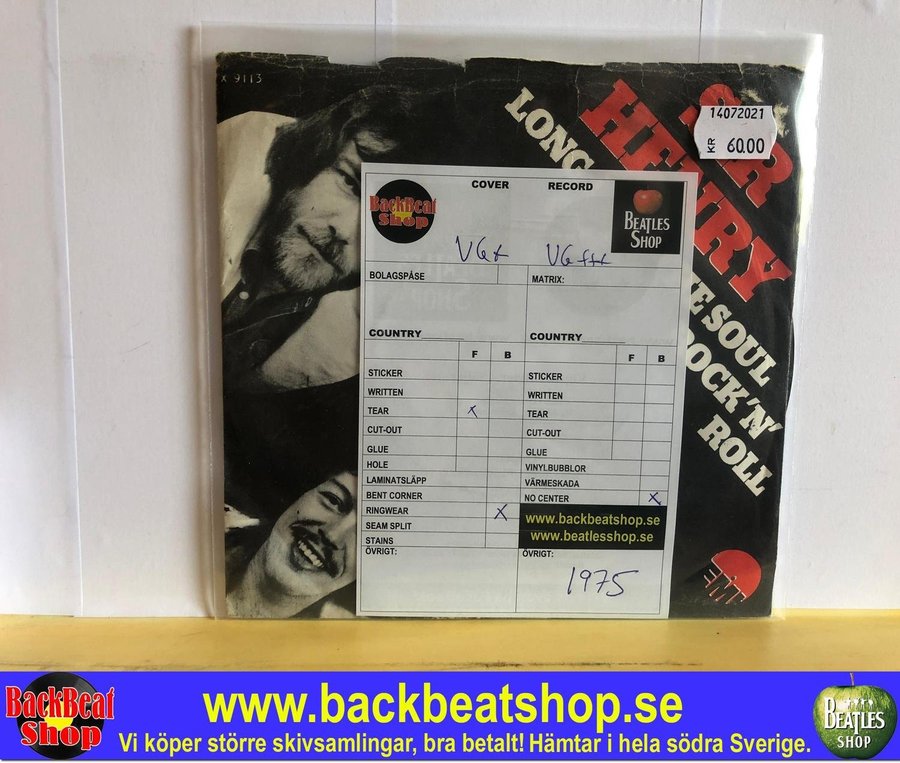 X 9113
SIR
HENRY
LONG
SOUL
ROCK 'N'
ROLL
14072021
KR 60.00
EMI
BackBeat
Shop
COVER RECORD
BEATLES
SHOP
VG+ VG+++
BOLAGSPÅSE MATRIX:
COUNTRY COUNTRY
F B F B
STICKER STICKER
WRITTEN WRITTEN
TEAR X TEAR
CUT-OUT CUT-OUT
GLUE GLUE
HOLE VINYLBUBBLOR
LAMINATSLÄPP VÄRMESKADA
BENT CORNER NO CENTER X
RINGWEAR X
SEAM SPLIT
STAINS
www.backbeatshop.se
www.beatlesshop.se
ÖVRIGT: ÖVRIGT:
1975
BackBeat
Shop
www.backbeatshop.se
Vi köper större skivsamlingar, bra betalt! Hämtar i hela södra Sverige.
BEATLES
SHOP